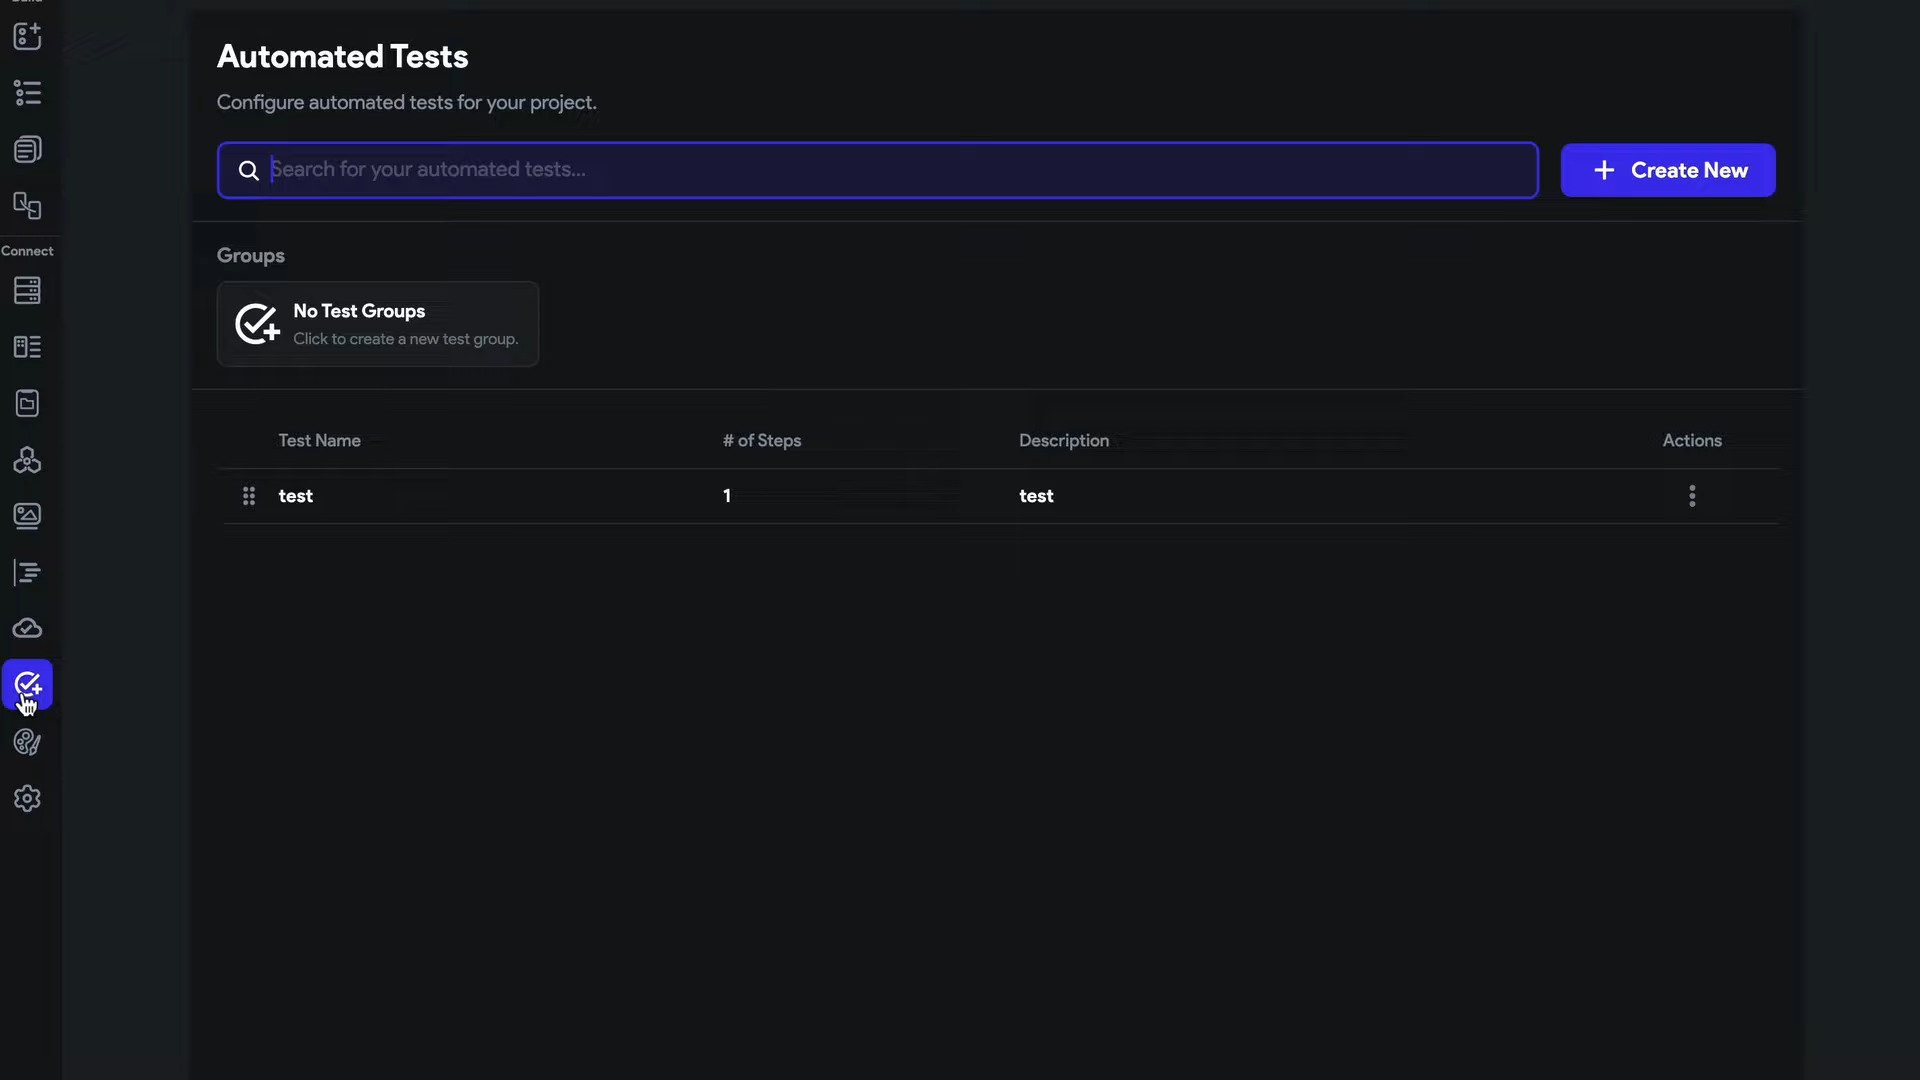 Automated Tests
Configure automated tests for your project.
Search for your automated tests...
Create New
Connect
Groups
No Test Groups
Click to create a new test group.
Test Name # of Steps Description Actions
test 1 test